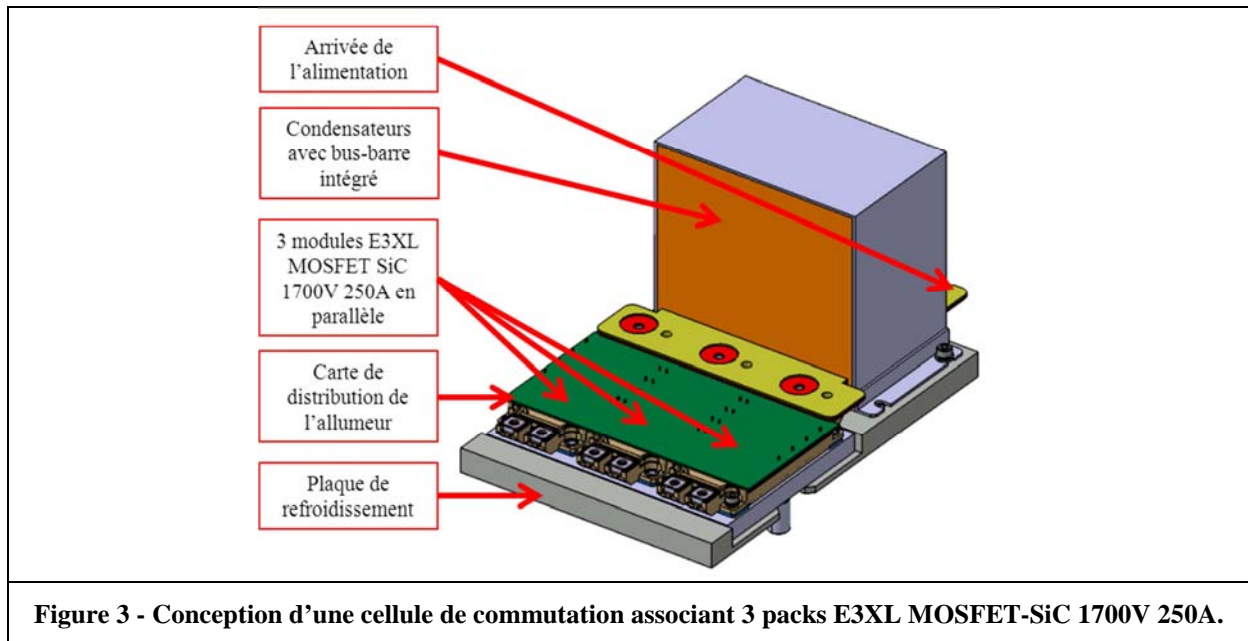 Arrivée de
l'alimentation
Condensateurs
avec bus-barre
intégré
3 modules E3XL
MOSFET SiC
1700V 250A en
parallèle
Carte de
distribution de
l'allumeur
Plaque de
refroidissement
Figure 3 - Conception d'une cellule de commutation associant 3 packs E3XL MOSFET-SiC 1700V 250A.